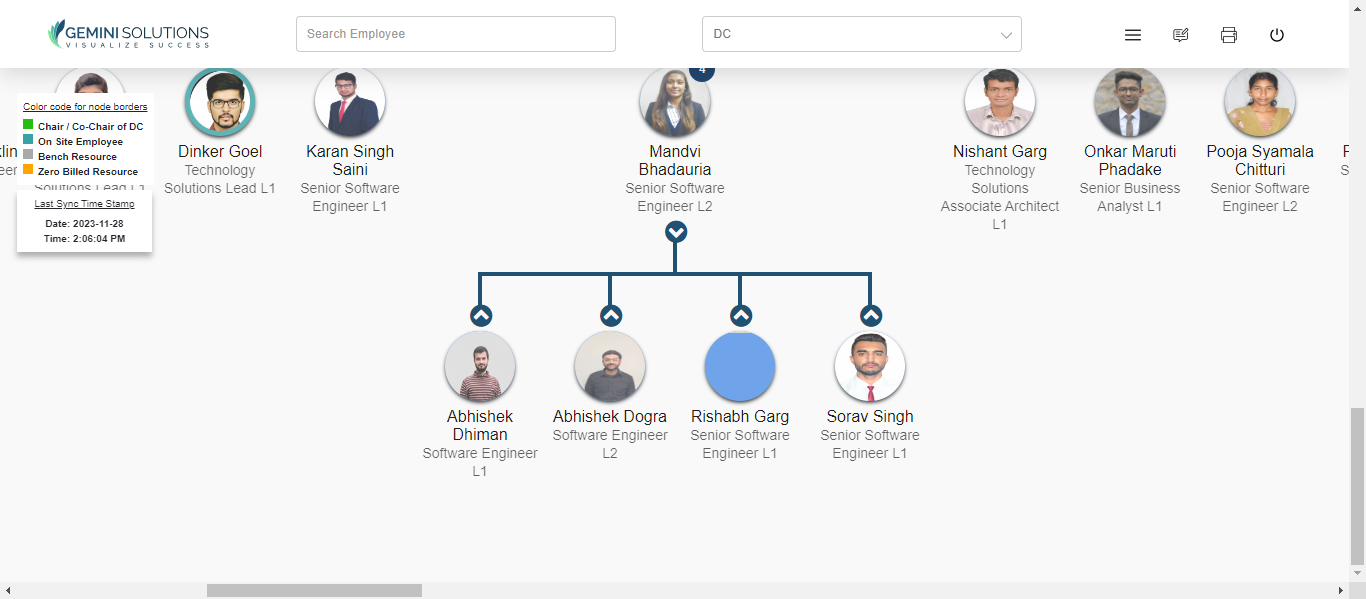 GEMINI SOLUTIONS
VISUALIZE SUCCESS
Search Employee
DC
4
Color code for node borders
Chair / Co-Chair of DC
On Site Employee
Bench Resource
Zero Billed Resource
Solutions Lead L1
Last Sync Time Stamp
Date: 2023-11-28
Time: 2:06:04 PM
Dinker Goel
Technology
Solutions Lead L1
Karan Singh
Saini
Senior Software
Engineer L1
Mandvi
Bhadauria
Senior Software
Engineer L2
Nishant Garg
Technology
Solutions
Associate Architect
L1
Onkar Maruti
Phadake
Senior Business
Analyst L1
Pooja Syamala
Chitturi
Senior Software
Engineer L2
Abhishek
Dhiman
Software Engineer
L1
Abhishek Dogra
Software Engineer
L2
Rishabh Garg
Senior Software
Engineer L1
Sorav Singh
Senior Software
Engineer L1